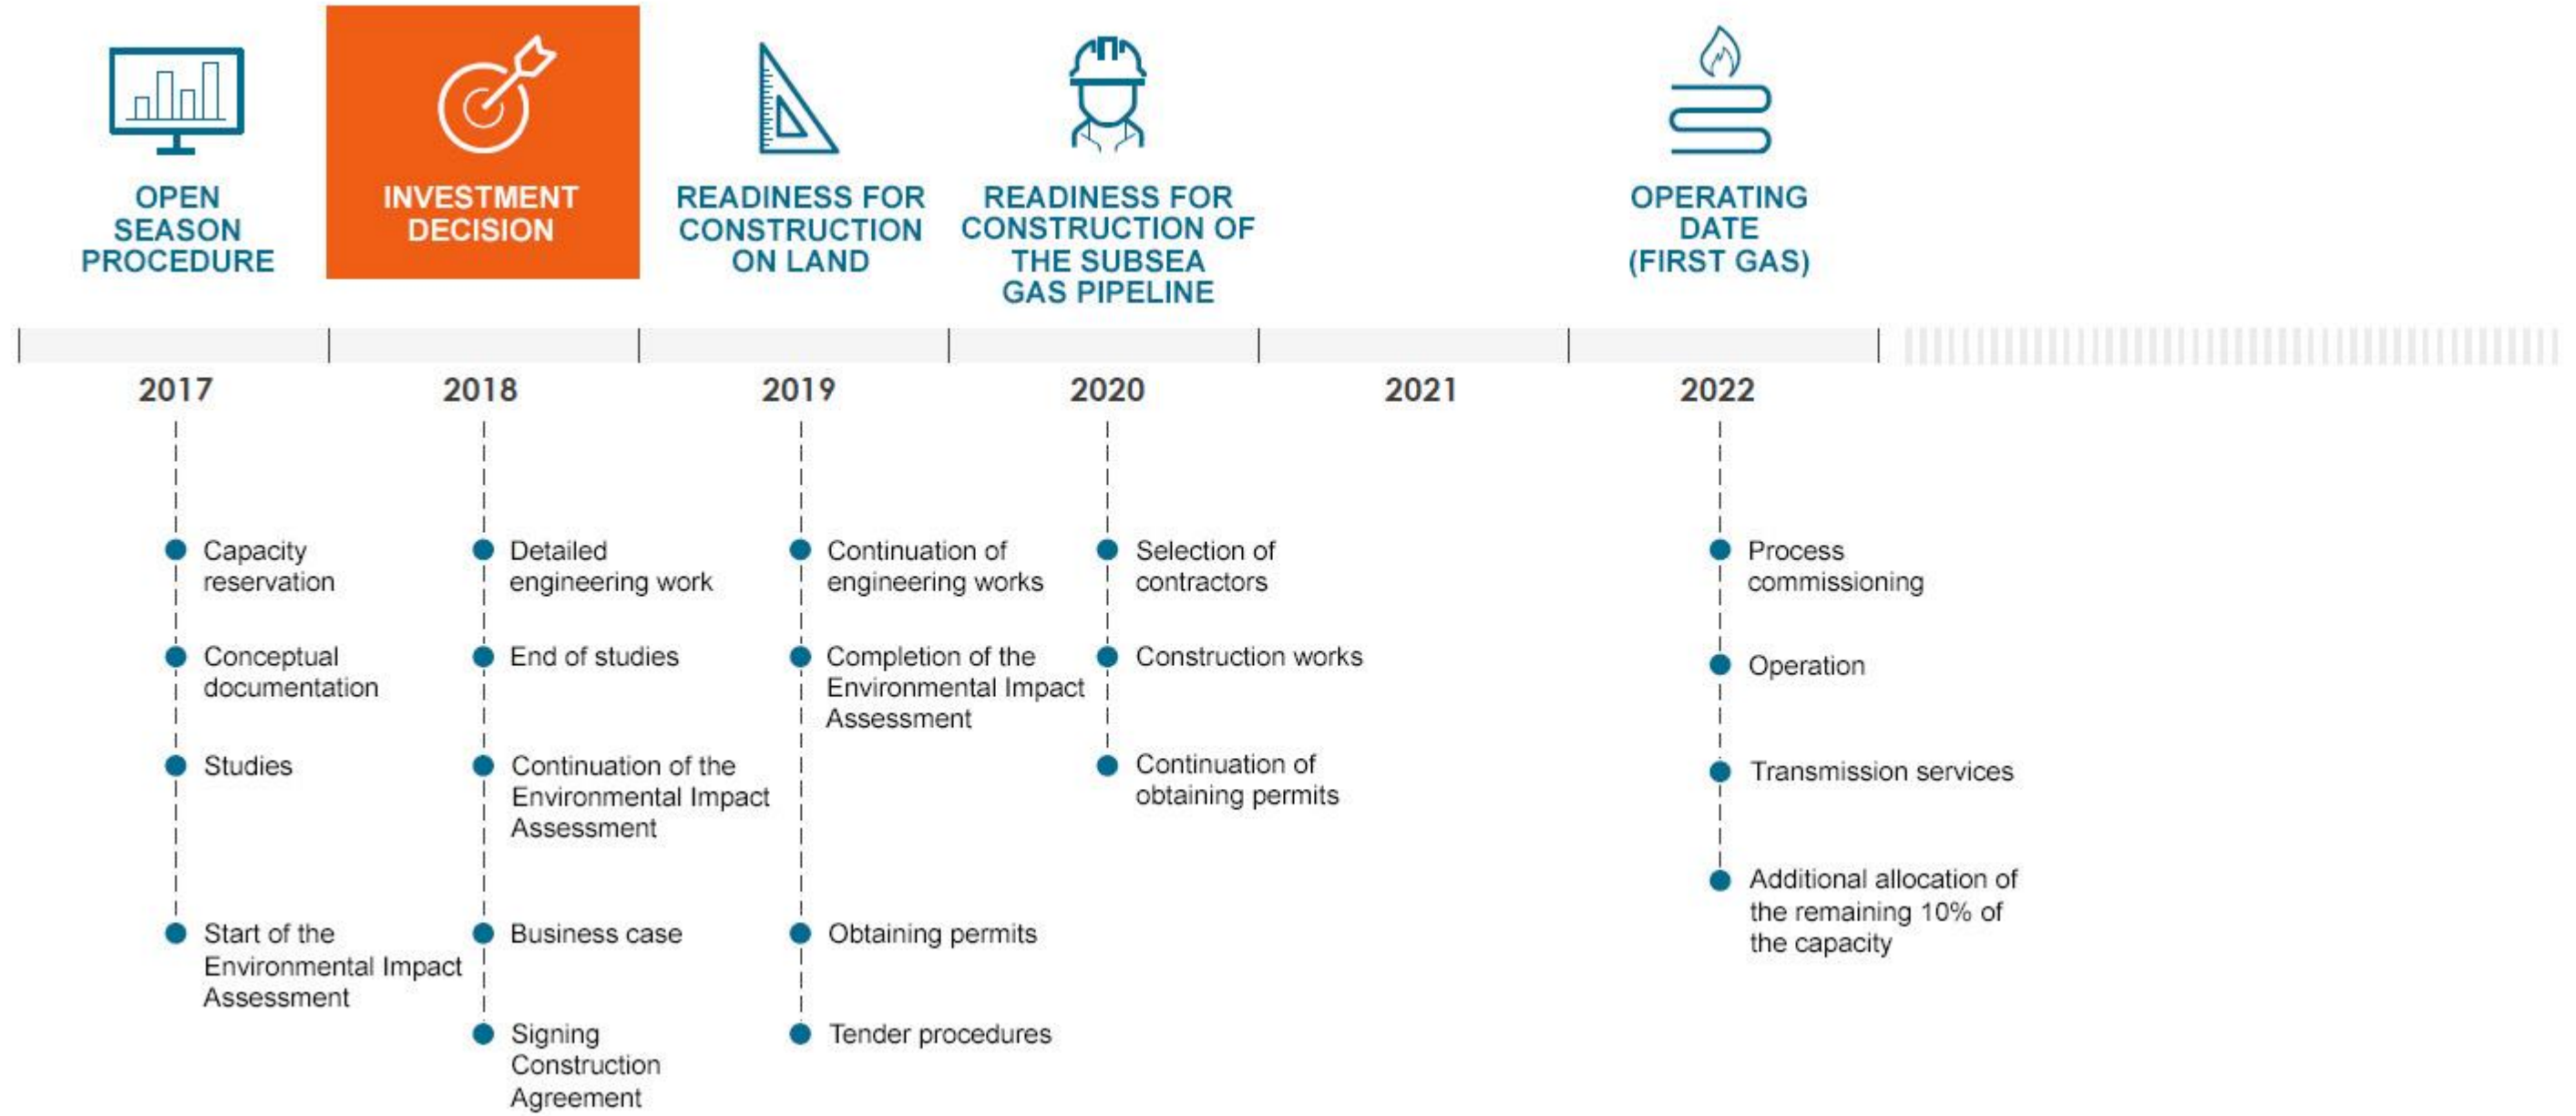 OPEN
SEASON
PROCEDURE
INVESTMENT
DECISION
READINESS FOR
CONSTRUCTION
ON LAND
READINESS FOR
CONSTRUCTION OF
THE SUBSEA
GAS PIPELINE
OPERATING
DATE
(FIRST GAS)
2017
2018
2019
2020
2021
2022
Capacity
reservation
Conceptual
documentation
Studies
Start of the
Environmental Impact
Assessment
Detailed
engineering work
End of studies
Continuation of the
Environmental Impact
Assessment
Business case
Signing
Construction
Agreement
Continuation of
engineering works
Completion of the
Environmental Impact
Assessment
Obtaining permits
Tender procedures
Selection of
contractors
Construction works
Continuation of
obtaining permits
Process
commissioning
Operation
Transmission services
Additional allocation of
the remaining 10% of
the capacity